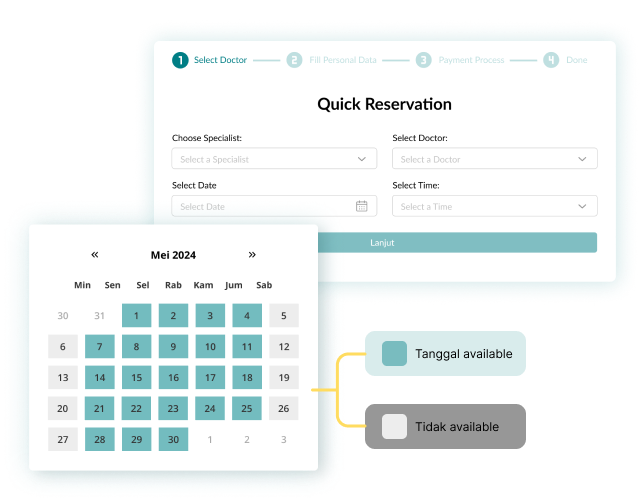 1 Select Doctor 2 Fill Personal Data 3 Payment Process 4 Done
Quick Reservation
Choose Specialist: Select Doctor:
Select a Specialist Select a Doctor
Select Date Select Time:
Select Date Select a Time
Lanjut
« Mei 2024 »
Min Sen Sel Rab Kam Jum Sab
30 31 1 2 3 4 5
6 7 8 9 10 11 12
13 14 15 16 17 18 19
20 21 22 23 24 25 26
27 28 29 30 1 2 3
Tanggal available
Tidak available